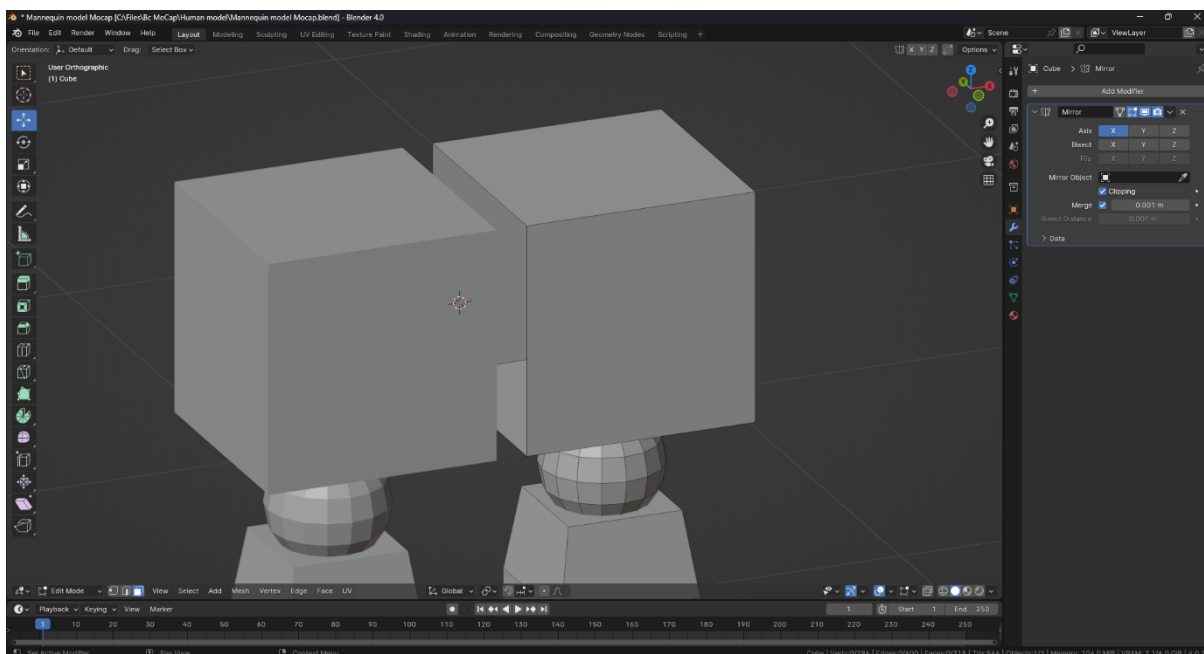 * Mannequin model Mocap [C:\Files\Bc MoCap\Human model\Mannequin model Mocap.blend] - Blender 4.0
File Edit Render Window Help Layout Modeling Sculpting UV Editing Texture Paint Shading Animation Rendering Compositing Geometry Nodes Scripting + Scene ViewLayer
Orientation: Default Drag: Select Box X Y Z Options
User Orthographic
(1) Cube
Z
Y
X
Cube > Mirror
+ Add Modifier
Mirror
Axis X Y Z
Bisect X Y Z
Flip X Y Z
Mirror Object
Clipping
Merge 0.001 m
Bisect Distance 0.001 m
> Data
Edit Mode View Select Add Mesh Vertex Edge Face UV Global
Playback Keying View Marker 1 Start 1 End 250
1 10 20 30 40 50 60 70 80 90 100 110 120 130 140 150 160 170 180 190 200 210 220 230 240 250
Set Active Modifier Pan View Context Menu